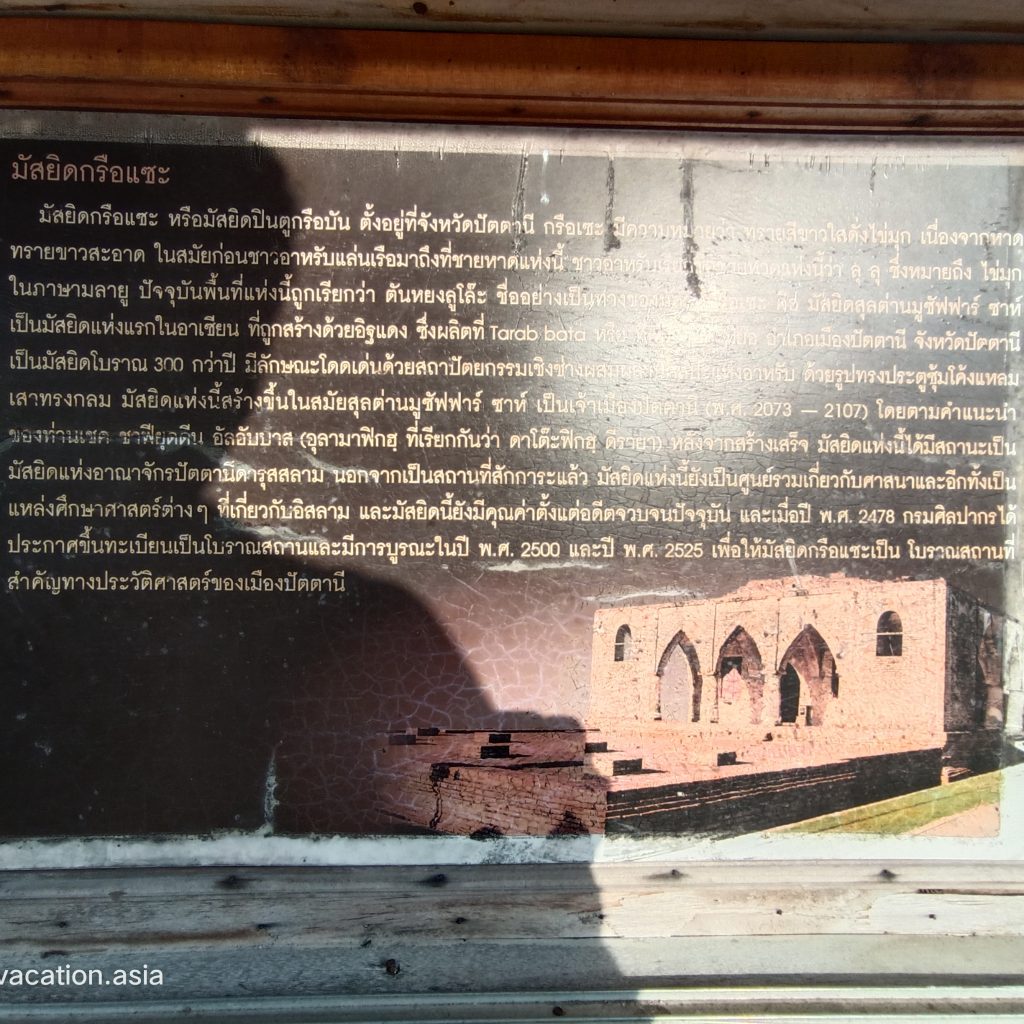 มัสยิดกรือแซะ
มัสยิดกรือแซะ หรือมัสยิดปินตูกรือบัน ตั้งอยู่ที่จังหวัดปัตตานี กรือเซะ มีความหมายว่า ทรายสีขาวใสดังไข่มุก เนื่องจากหาด
ทรายขาวสะอาด ในสมัยก่อนชาวอาหรับแล่นเรือมาถึงที่ชายหาดแห่งนี้ ชาวอาหรับ ว่า ลุ ลุ ซึ่งหมายถึง ไข่มุก
ในภาษามลายู ปัจจุบันพื้นที่แห่งนี้ถูกเรียกว่า ตันหยงลูโล๊ะ ชื่ออย่างเป็นทางของ คือ มัสยิดสุลต่านมูซัฟฟาร์ ชาห์
เป็นมัสยิดแห่งแรกในอาเซียน ที่ถูกสร้างด้วยอิฐแดง ซึ่งผลิตที่ Tarab bata หรือ อำเภอเมืองปัตตานี จังหวัดปัตตานี
เป็นมัสยิดโบราณ 300 กว่าปี มีลักษณะโดดเด่นด้วยสถาปัตยกรรมเชิงช่าง ด้วยรูปทรงประตูซุ้มโค้งแหลม
เสาทรงกลม มัสยิดแห่งนี้สร้างขึ้นในสมัยสุลต่านมูซัฟฟาร์ ชาห์ เป็นเจ้าเมืองปัตตานี (พ.ศ. 2073 – 2107) โดยตามคำแนะนำ
ของท่านเชค ชาฟียุดดีน อัลอับบาส (อุลามาฟิกฮฺ ที่เรียกกันว่า ดาโต๊ะฟิกฮฺ ) หลังจากสร้างเสร็จ มัสยิดแห่งนี้ได้มีสถานะเป็น
มัสยิดแห่งอาณาจักรปัตตานีดารุสสลาม นอกจากเป็นสถานที่สักการะแล้ว มัสยิดแห่งนี้ยังเป็นศูนย์รวมเกี่ยวกับศาสนาและอีกทั้งเป็น
แหล่งศึกษาศาสตร์ต่างๆ ที่เกี่ยวกับอิสลาม และมัสยิดนี้ยังมีคุณค่าตั้งแต่อดีตจวบจนปัจจุบัน และเมื่อปี พ.ศ. 2478 กรมศิลปากรได้
ประกาศขึ้นทะเบียนเป็นโบราณสถานและมีการบูรณะในปี พ.ศ. 2500 และปี พ.ศ. 2525 เพื่อให้มัสยิดกรือแซะเป็น โบราณสถานที่
สำคัญทางประวัติศาสตร์ของเมืองปัตตานี
vacation.asia